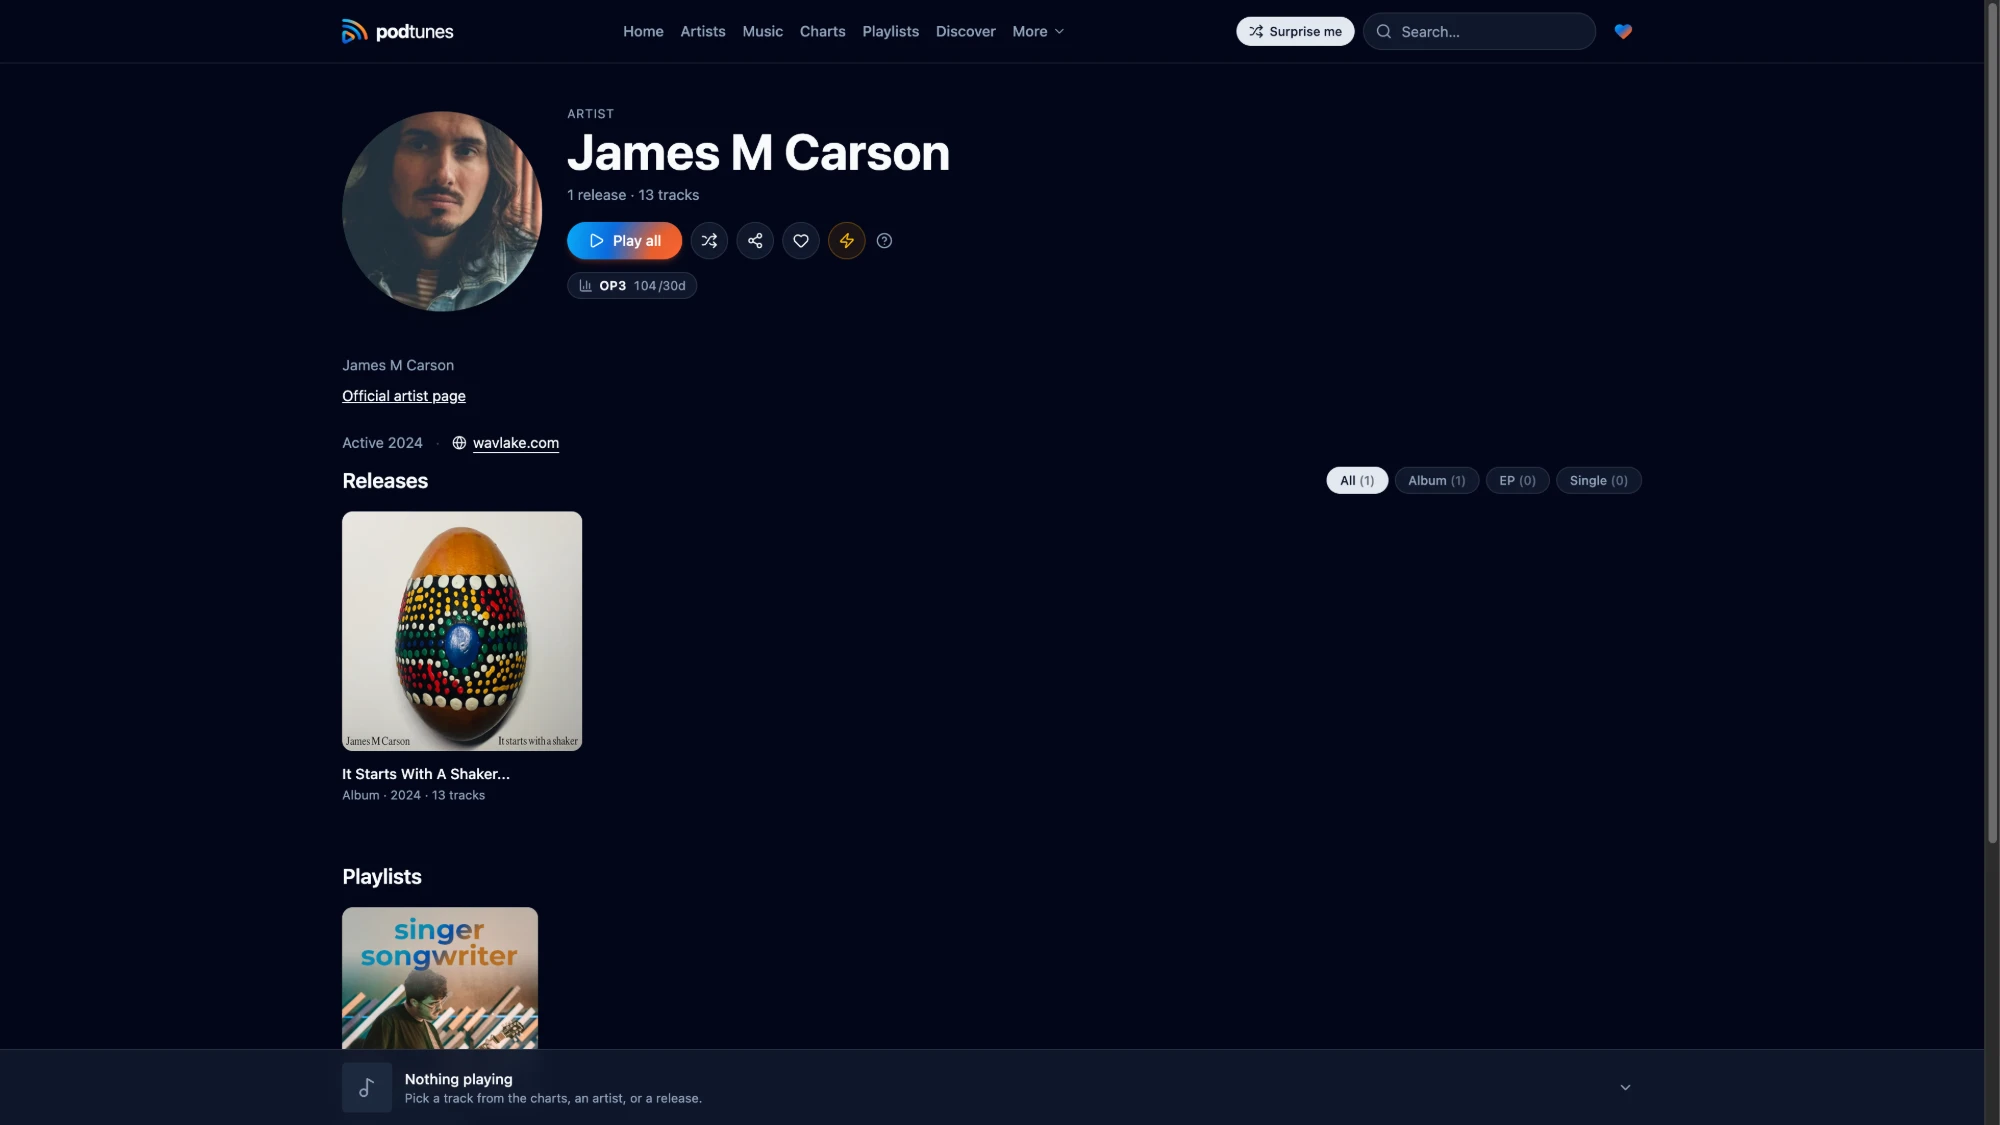 podtunes
Home Artists Music Charts Playlists Discover More
Surprise me
Search...
ARTIST
James M Carson
1 release · 13 tracks
Play all
OP3 104/30d
James M Carson
Official artist page
Active 2024 · wavlake.com
Releases
All (1) Album (1) EP (0) Single (0)
James M Carson It starts with a shaker
It Starts With A Shaker...
Album · 2024 · 13 tracks
Playlists
singer
songwriter
Nothing playing
Pick a track from the charts, an artist, or a release.